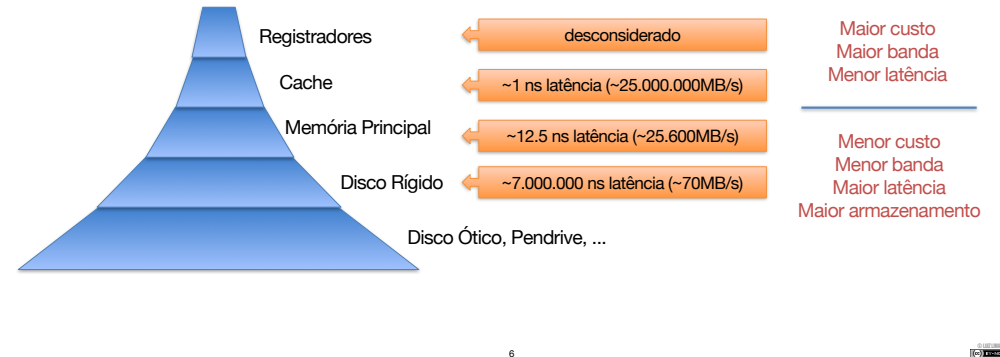 Registradores
desconsiderado
Cache
~1 ns latência (~25.000.000MB/s)
Memória Principal
~12.5 ns latência (~25.600MB/s)
Disco Rígido
~7.000.000 ns latência (~70MB/s)
Disco Ótico, Pendrive, ...
Maior custo
Maior banda
Menor latência
Menor custo
Menor banda
Maior latência
Maior armazenamento
6